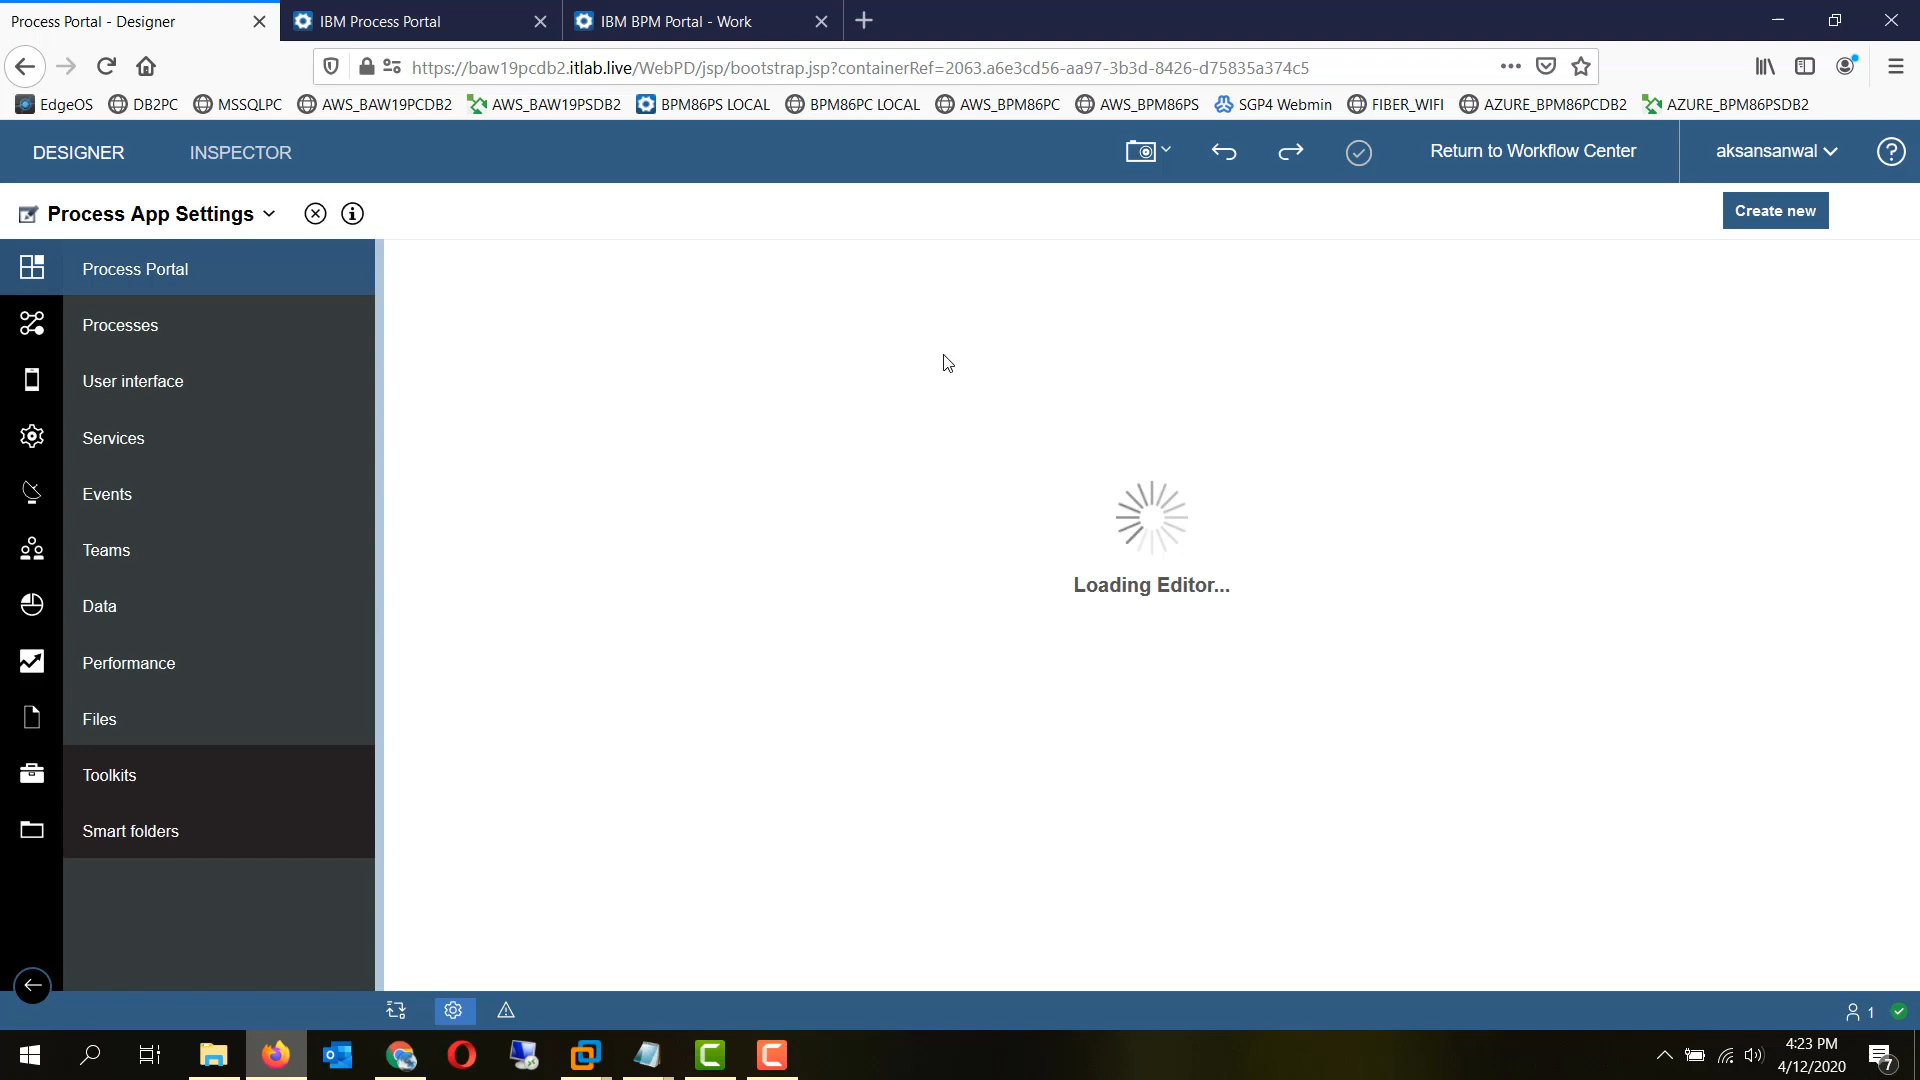 Process Portal - Designer
IBM Process Portal
IBM BPM Portal - Work
https://baw19pcdb2.itlab.live/WebPD/jsp/bootstrap.jsp?containerRef=2063.a6e3cd56-aa97-3b3d-8426-d75835a374c5
EdgeOS
DB2PC
MSSQLPC
AWS_BAW19PCDB2
AWS_BAW19PSDB2
BPM86PS LOCAL
BPM86PC LOCAL
AWS_BPM86PC
AWS_BPM86PS
SGP4 Webmin
FIBER_WIFI
AZURE_BPM86PCDB2
AZURE_BPM86PSDB2
DESIGNER
INSPECTOR
Return to Workflow Center
aksansanwal
Process App Settings
Create new
Process Portal
Processes
User interface
Services
Events
Teams
Data
Performance
Files
Toolkits
Smart folders
Loading Editor...
1
4:23 PM
4/12/2020
7